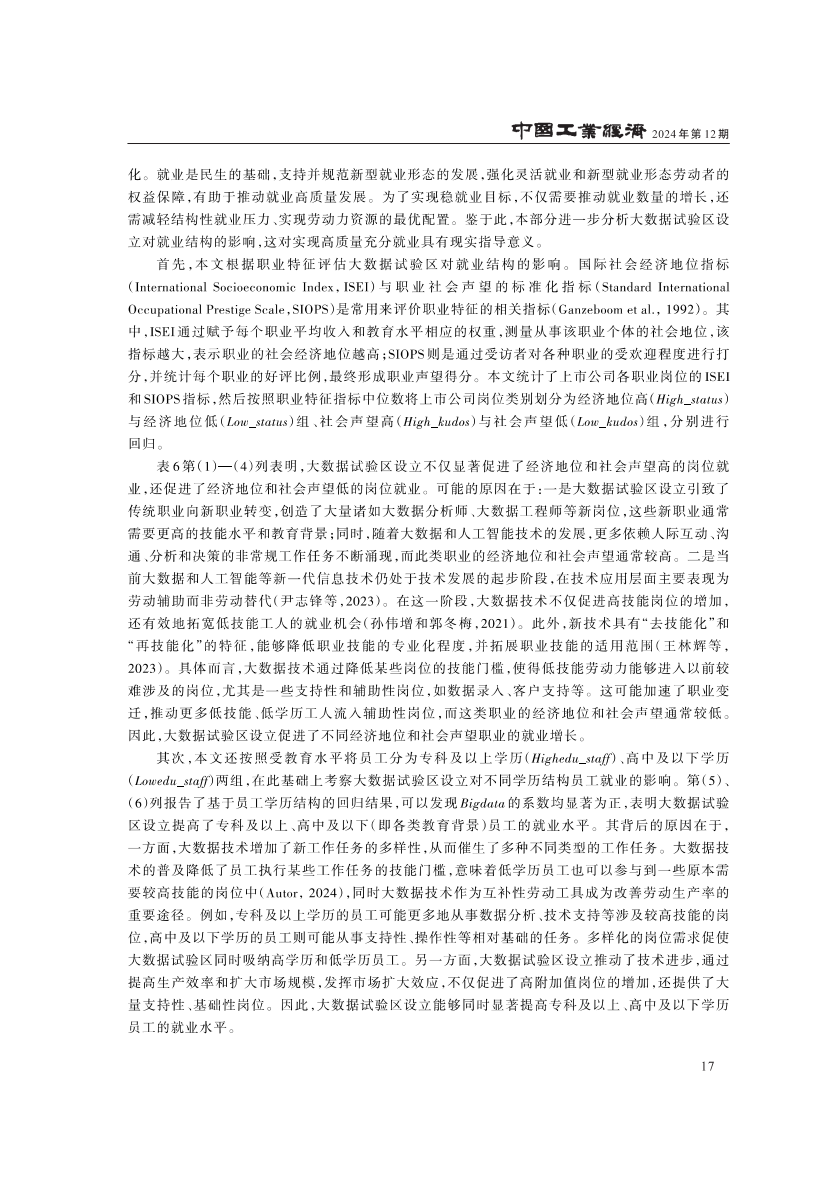 中國工業經濟 2024年第12期
化。就业是民生的基础,支持并规范新型就业形态的发展,强化灵活就业和新型就业形态劳动者的
权益保障,有助于推动就业高质量发展。为了实现稳就业目标,不仅需要推动就业数量的增长,还
需减轻结构性就业压力、实现劳动力资源的最优配置。鉴于此,本部分进一步分析大数据试验区设
立对就业结构的影响,这对实现高质量充分就业具有现实指导意义。
首先,本文根据职业特征评估大数据试验区对就业结构的影响。国际社会经济地位指标
(International Socioeconomic Index, ISEI)与职业社会声望的标准化指标(Standard International
Occupational Prestige Scale,SIOPS)是常用来评价职业特征的相关指标(Ganzeboom et al., 1992)。其
中,ISEI通过赋予每个职业平均收入和教育水平相应的权重,测量从事该职业个体的社会地位,该
指标越大,表示职业的社会经济地位越高;SIOPS则是通过受访者对各种职业的受欢迎程度进行打
分,并统计每个职业的好评比例,最终形成职业声望得分。本文统计了上市公司各职业岗位的ISEI
和SIOPS指标,然后按照职业特征指标中位数将上市公司岗位类别划分为经济地位高(High_status)
与经济地位低(Low_status)组、社会声望高(High_kudos)与社会声望低(Low_kudos)组,分别进行
回归。
表6第(1)—(4)列表明,大数据试验区设立不仅显著促进了经济地位和社会声望高的岗位就
业,还促进了经济地位和社会声望低的岗位就业。可能的原因在于:一是大数据试验区设立引致了
传统职业向新职业转变,创造了大量诸如大数据分析师、大数据工程师等新岗位,这些新职业通常
需要更高的技能水平和教育背景;同时,随着大数据和人工智能技术的发展,更多依赖人际互动、沟
通、分析和决策的非常规工作任务不断涌现,而此类职业的经济地位和社会声望通常较高。二是当
前大数据和人工智能等新一代信息技术仍处于技术发展的起步阶段,在技术应用层面主要表现为
劳动辅助而非劳动替代(尹志锋等,2023)。在这一阶段,大数据技术不仅促进高技能岗位的增加,
还有效地拓宽低技能工人的就业机会(孙伟增和郭冬梅,2021)。此外,新技术具有“去技能化”和
“再技能化”的特征,能够降低职业技能的专业化程度,并拓展职业技能的适用范围(王林辉等,
2023)。具体而言,大数据技术通过降低某些岗位的技能门槛,使得低技能劳动力能够进入以前较
难涉及的岗位,尤其是一些支持性和辅助性岗位,如数据录入、客户支持等。这可能加速了职业变
迁,推动更多低技能、低学历工人流入辅助性岗位,而这类职业的经济地位和社会声望通常较低。
因此,大数据试验区设立促进了不同经济地位和社会声望职业的就业增长。
其次,本文还按照受教育水平将员工分为专科及以上学历(Highedu_staff)、高中及以下学历
(Lowedu_staff)两组,在此基础上考察大数据试验区设立对不同学历结构员工就业的影响。第(5)、
(6)列报告了基于员工学历结构的回归结果,可以发现Bigdata的系数均显著为正,表明大数据试验
区设立提高了专科及以上、高中及以下(即各类教育背景)员工的就业水平。其背后的原因在于,
一方面,大数据技术增加了新工作任务的多样性,从而催生了多种不同类型的工作任务。大数据技
术的普及降低了员工执行某些工作任务的技能门槛,意味着低学历员工也可以参与到一些原本需
要较高技能的岗位中(Autor, 2024),同时大数据技术作为互补性劳动工具成为改善劳动生产率的
重要途径。例如,专科及以上学历的员工可能更多地从事数据分析、技术支持等涉及较高技能的岗
位,高中及以下学历的员工则可能从事支持性、操作性等相对基础的任务。多样化的岗位需求促使
大数据试验区同时吸纳高学历和低学历员工。另一方面,大数据试验区设立推动了技术进步,通过
提高生产效率和扩大市场规模,发挥市场扩大效应,不仅促进了高附加值岗位的增加,还提供了大
量支持性、基础性岗位。因此,大数据试验区设立能够同时显著提高专科及以上、高中及以下学历
员工的就业水平。
17